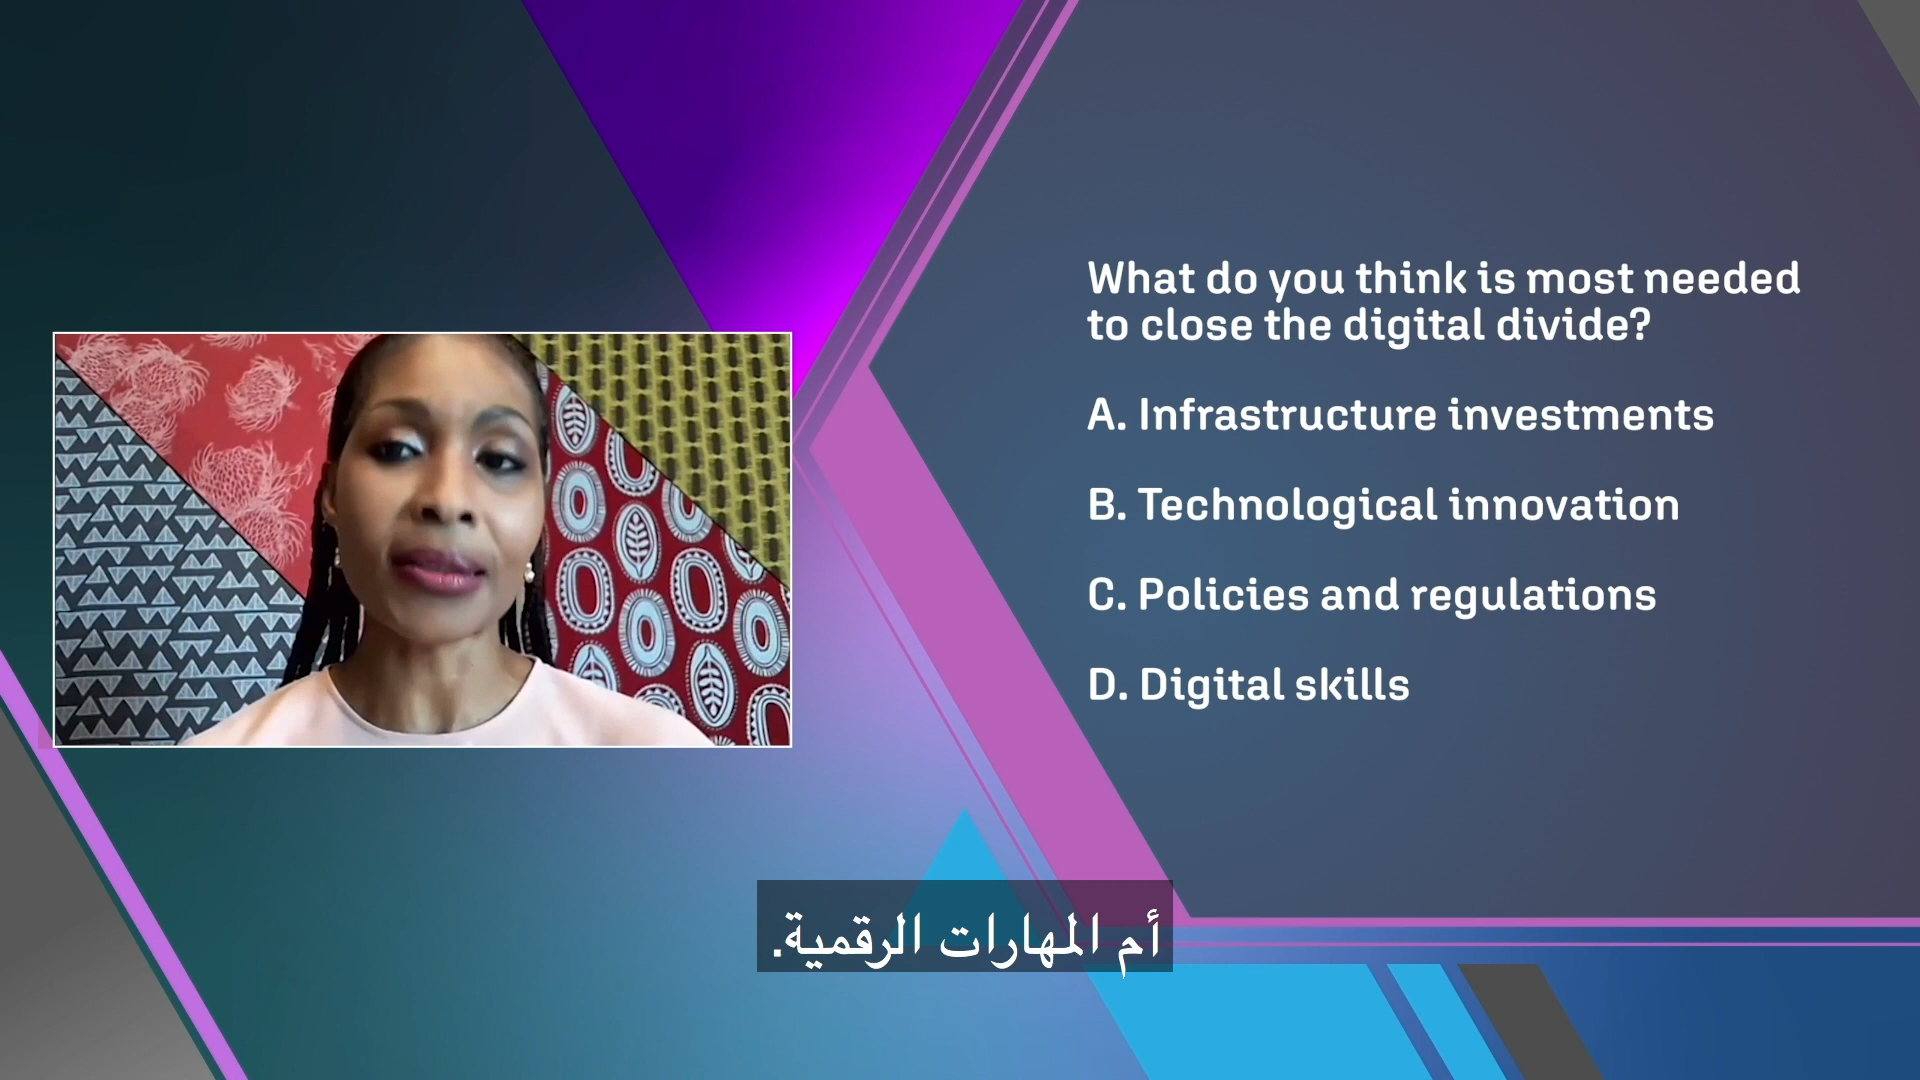 What do you think is most needed
to close the digital divide?
A. Infrastructure investments
B. Technological innovation
C. Policies and regulations
D. Digital skills
أم المهارات الرقمية.